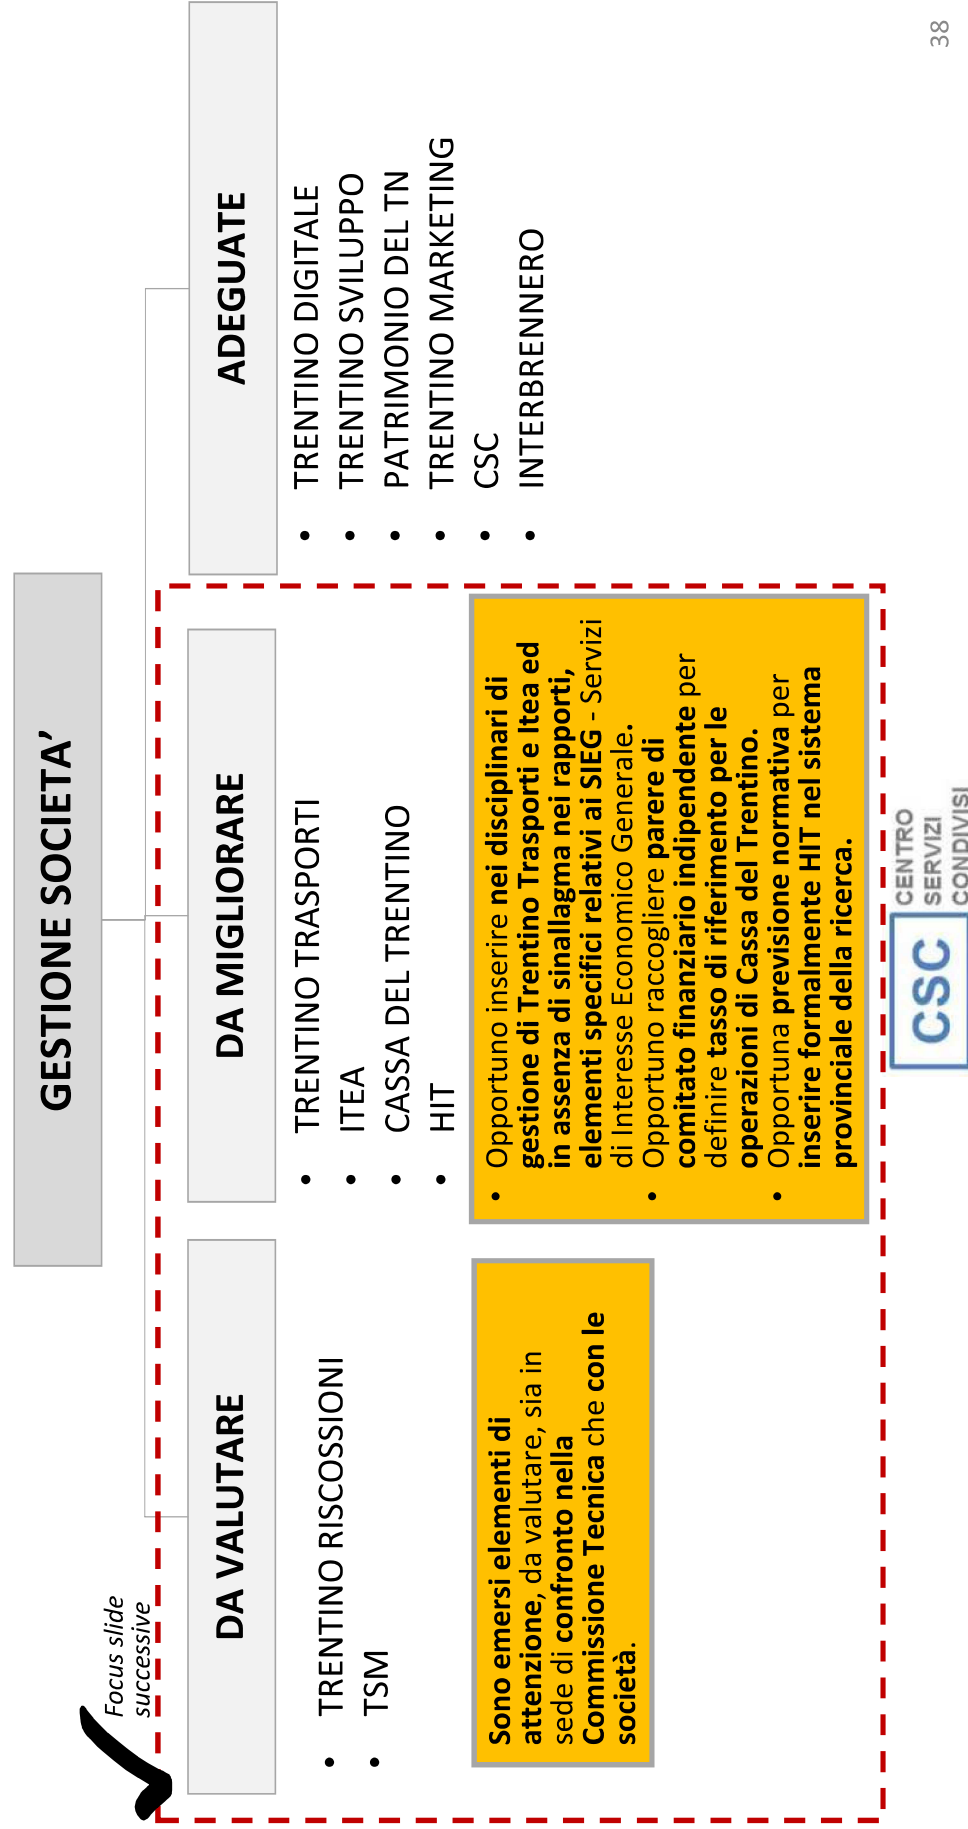 GESTIONE SOCIETA’
Focus slide
successive
DA VALUTARE
• TRENTINO RISCOSSIONI
• TSM
Sono emersi elementi di
attenzione, da valutare, sia in
sede di confronto nella
Commissione Tecnica che con le
società.
DA MIGLIORARE
• TRENTINO TRASPORTI
• ITEA
• CASSA DEL TRENTINO
• HIT
• Opportuno inserire nei disciplinari di
gestione di Trentino Trasporti e Itea ed
in assenza di sinallagma nei rapporti,
elementi specifici relativi ai SIEG - Servizi
di Interesse Economico Generale.
• Opportuno raccogliere parere di
comitato finanziario indipendente per
definire tasso di riferimento per le
operazioni di Cassa del Trentino.
• Opportuna previsione normativa per
inserire formalmente HIT nel sistema
provinciale della ricerca.
ADEGUATE
• TRENTINO DIGITALE
• TRENTINO SVILUPPO
• PATRIMONIO DEL TN
• TRENTINO MARKETING
• CSC
• INTERBRENNERO
CSC
CENTRO
SERVIZI
CONDIVISI
38